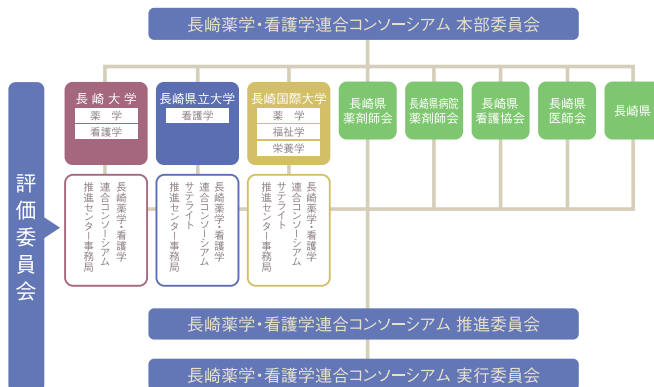 長崎薬学・看護学連合コンソーシアム 本部委員会
評価委員会
長崎大学
薬 学
看護学
長崎県立大学
看護学
長崎国際大学
薬 学
福祉学
栄養学
長崎県
薬剤師会
長崎県病院
薬剤師会
長崎県
看護協会
長崎県
医師会
長崎県
長崎薬学・看護学
連合コンソーシアム
推進センター事務局
長崎薬学・看護学
連合コンソーシアム
サテライト
推進センター事務局
長崎薬学・看護学
連合コンソーシアム
サテライト
推進センター事務局
長崎薬学・看護学連合コンソーシアム 推進委員会
長崎薬学・看護学連合コンソーシアム 実行委員会